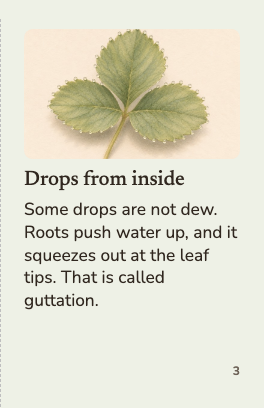 Drops from inside
Some drops are not dew.
Roots push water up, and it
squeezes out at the leaf
tips. That is called
guttation.
3